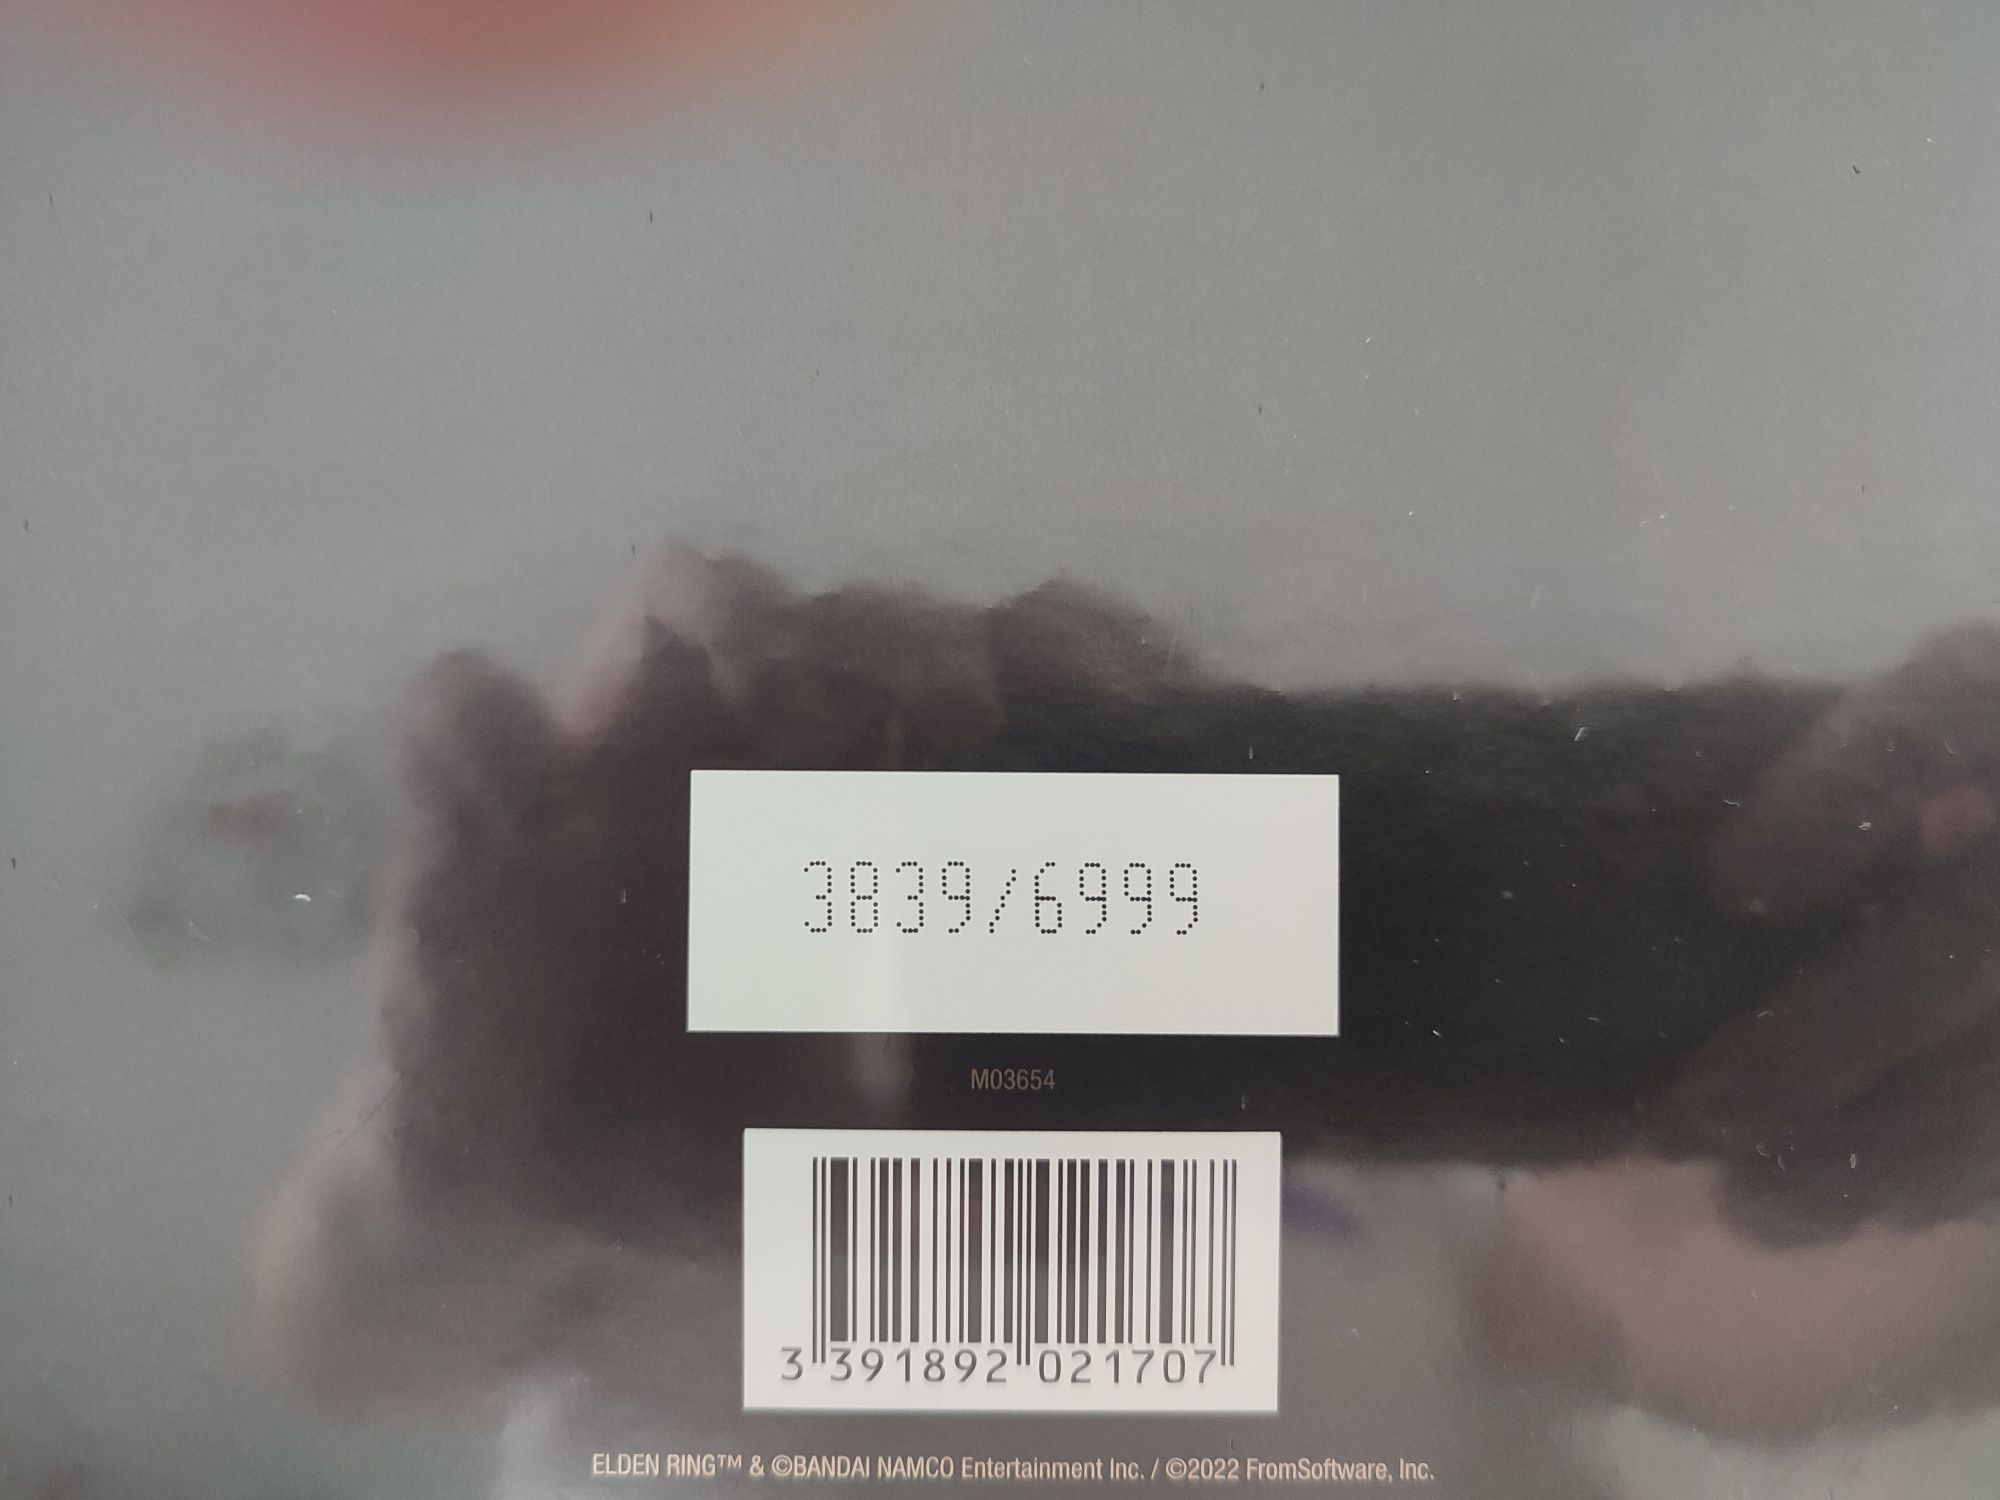 3839/6999
M03654
3 391892 021707
ELDEN RING™ & ©BANDAI NAMCO Entertainment Inc. / ©2022 FromSoftware, Inc.